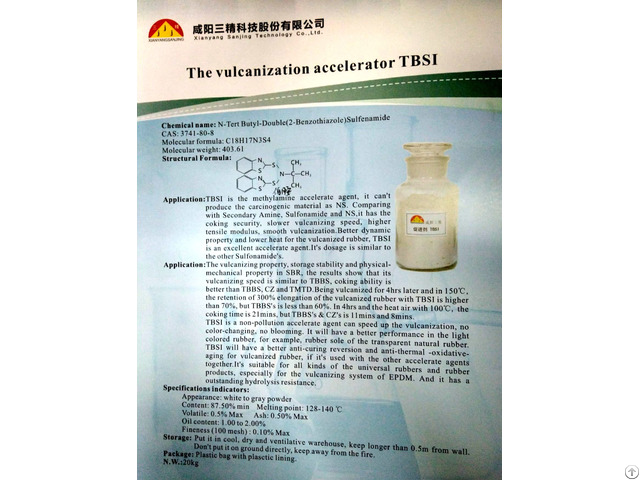 咸阳三精科技股份有限公司
XIANYANGSANJING
Xianyang Sanjing Technology Co.,Ltd.
The vulcanization accelerator TBSI
Chemical name: N-Tert Butyl-Double(2-Benzothiazole)Sulfenamide
CAS: 3741-80-8
Molecular formula: C18H17N3S4
Molecular weight: 403.61
Structural Formula:
N
S
S
N
S
S
N
C
CH3
CH3
CH3
Application:TBSI is the methylamine accelerate agent, it can't
produce the carcinogenic material as NS. Comparing
with Secondary Amine, Sulfonamide and NS,it has the
coking security, slower vulcanizing speed, higher
tensile modulus, smooth vulcanization.Better dynamic
property and lower heat for the vulcanized rubber, TBSI
is an excellent accelerate agent.It's dosage is similar to
the other Sulfonamide's.
促进剂 TBSI
Application:The vulcanizing property, storage stability and physical-
mechanical property in SBR, the results show that its
vulcanizing speed is similar to TBBS, coking ability is
better than TBBS, CZ and TMTD.Being vulcanized for 4hrs later and in 150℃,
the retention of 300% elongation of the vulcanized rubber with TBSI is higher
than 70%, but TBBS's is less than 60%. In 4hrs and the heat air with 100℃, the
coking time is 21mins, but TBBS's & CZ's is 11mins and 8mins.
TBSI is a non-pollution accelerate agent can speed up the vulcanization, no
color-changing, no blooming. It will have a better performance in the light
colored rubber, for example, rubber sole of the transparent natural rubber.
TBSI will have a better anti-curing reversion and anti-thermal -oxidative-
aging for vulcanized rubber, if it's used with the other accelerate agents
together.It's suitable for all kinds of the universal rubbers and rubber
products, especially for the vulcanizing system of EPDM. And it has a
outstanding hydrolysis resistance.
Specifications indicators:
Appearance: white to gray powder
Content: 87.50% min Melting point: 128-140 ℃
Volatile: 0.5% Max Ash: 0.50% Max
Oil content: 1.00 to 2.00%
Fineness (100 mesh) : 0.10% Max
Storage: Put it in cool, dry and ventilative warehouse, keep longer than 0.5m from wall.
Don't put it on ground directly, keep away from the fire.
Package: Plastic bag with plasctic lining.
N.W.:20kg